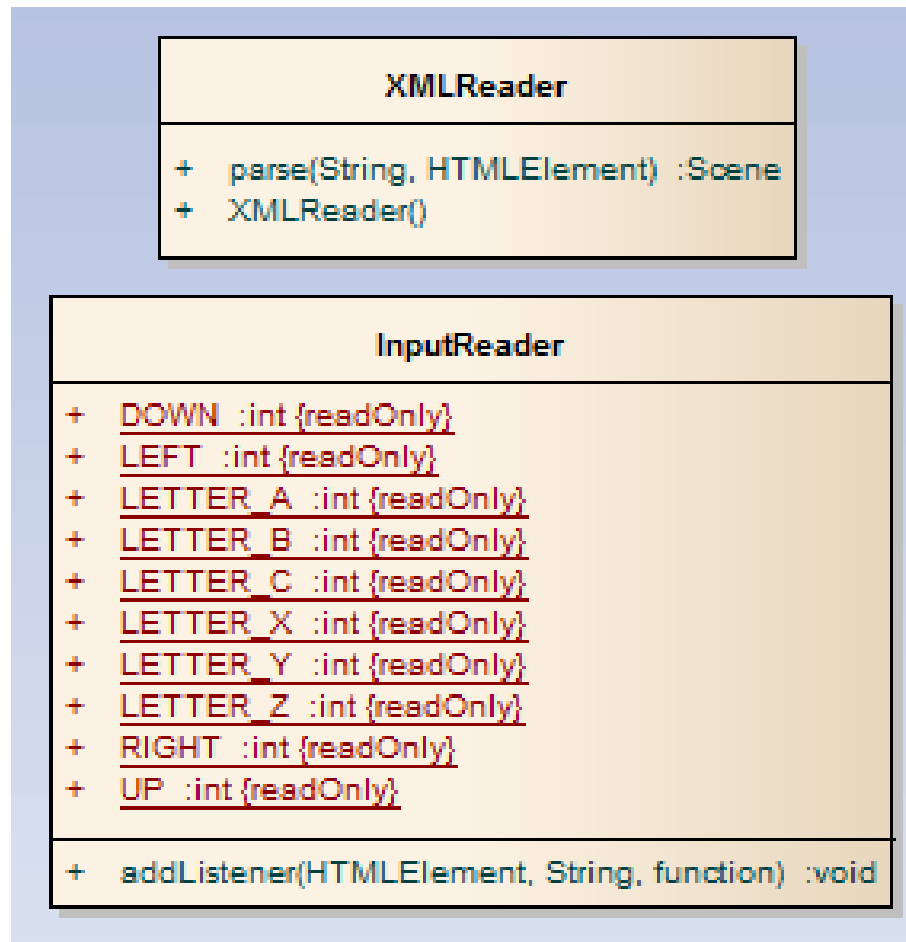 XMLReader
+ parse(String, HTMLElement) :Scene
+ XMLReader()
InputReader
+ DOWN :int {readOnly}
+ LEFT :int {readOnly}
+ LETTER_A :int {readOnly}
+ LETTER_B :int {readOnly}
+ LETTER_C :int {readOnly}
+ LETTER_X :int {readOnly}
+ LETTER_Y :int {readOnly}
+ LETTER_Z :int {readOnly}
+ RIGHT :int {readOnly}
+ UP :int {readOnly}
+ addListener(HTMLElement, String, function) :void